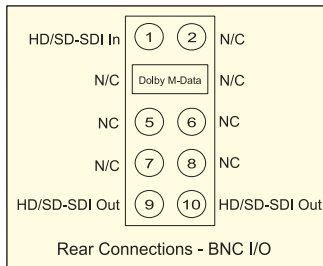 HD/SD-SDI In 1 2 N/C
N/C Dolby M-Data N/C
NC 5 6 NC
N/C 7 8 NC
HD/SD-SDI Out 9 10 HD/SD-SDI Out
Rear Connections - BNC I/O